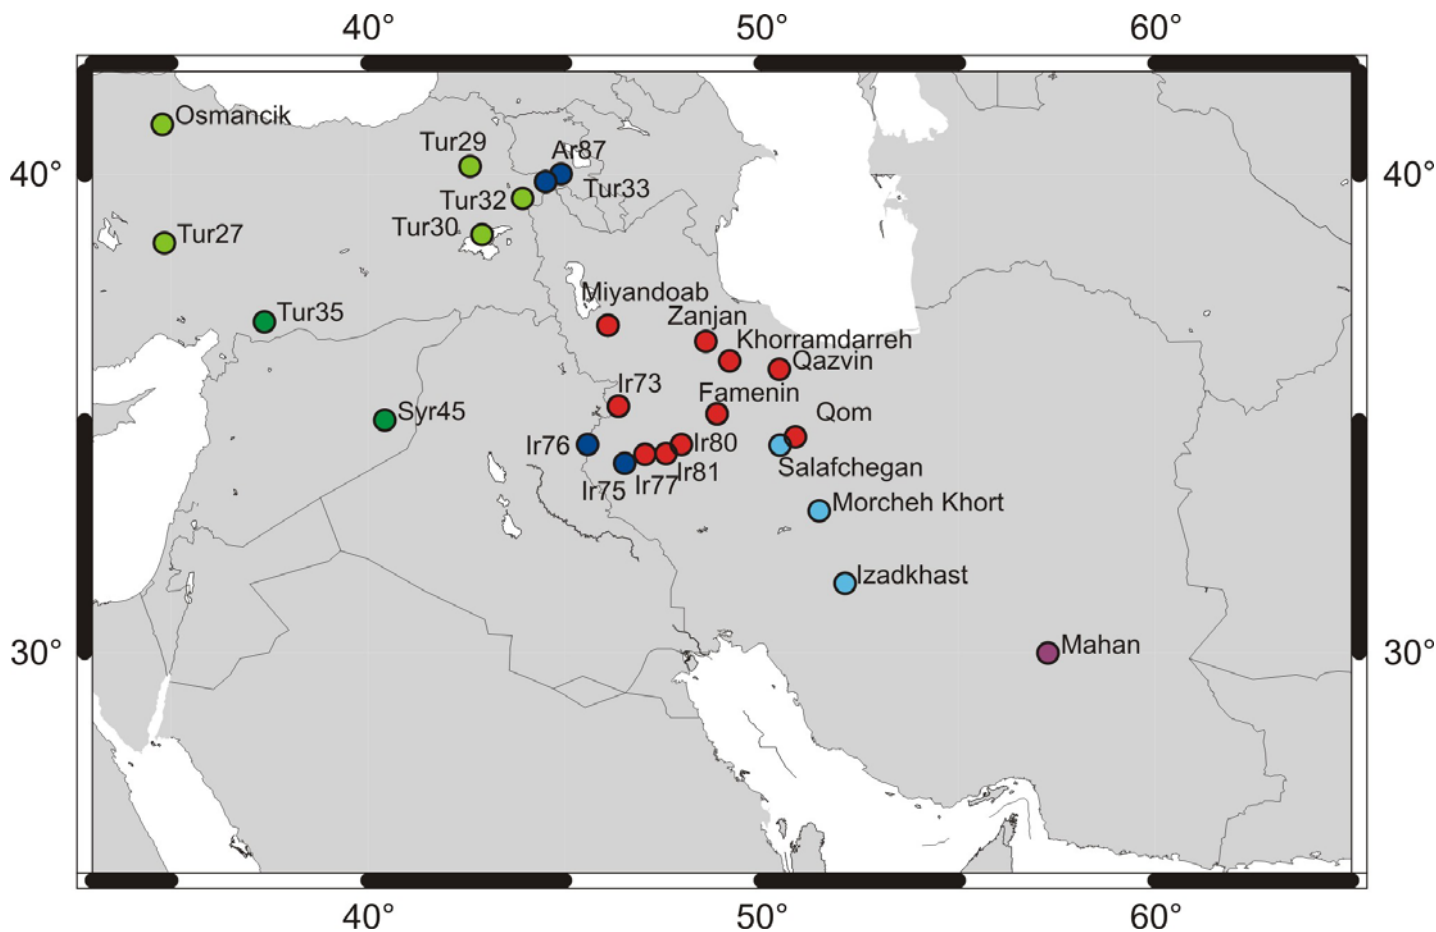 40° 50° 60°
Osmancik
Tur29
Ar87
40°
40°
Tur33
Tur32
Tur30
Tur27
Miyandoab
Tur35
Zanjan
Khorramdarreh
Qazvin
Ir73
Famenin
Syr45
Qom
Ir76
Ir80
Salafchegan
Ir81
Ir77
Ir75
Morcheh Khort
Izadkhast
Mahan
30°
30°
40° 50° 60°